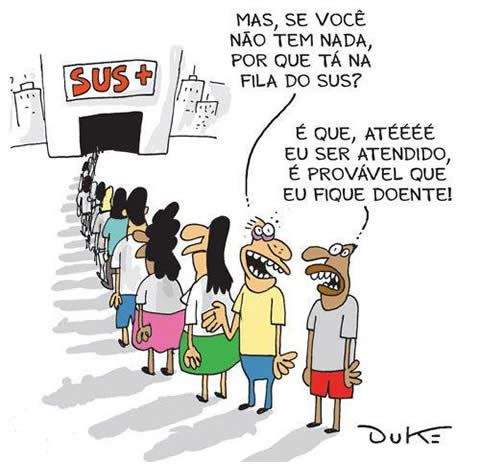 SUS +
MAS, SE VOCÊ
NÃO TEM NADA,
POR QUE TÁ NA
FILA DO SUS?
É QUE, ATÉÉÉÉ
EU SER ATENDIDO,
É PROVÁVEL QUE
EU FIQUE DOENTE!
DUKE